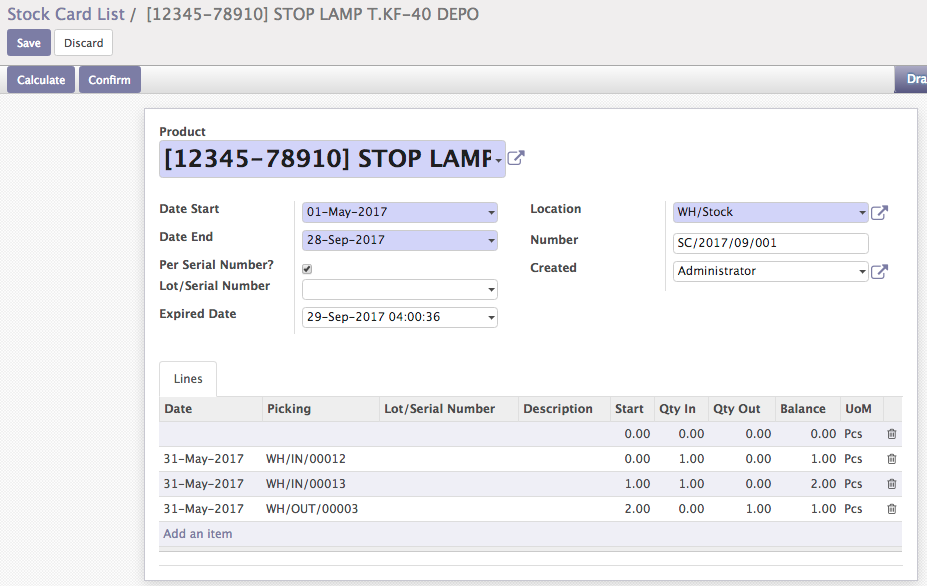 Stock Card List / [12345-78910] STOP LAMP T.KF-40 DEPO
Save Discard
Calculate Confirm Dra
Product
[12345-78910] STOP LAMP
Date Start 01-May-2017 Location WH/Stock
Date End 28-Sep-2017 Number SC/2017/09/001
Per Serial Number? Created Administrator
Lot/Serial Number
Expired Date 29-Sep-2017 04:00:36
Lines
Date Picking Lot/Serial Number Description Start Qty In Qty Out Balance UoM
0.00 0.00 0.00 0.00 Pcs
31-May-2017 WH/IN/00012 0.00 1.00 0.00 1.00 Pcs
31-May-2017 WH/IN/00013 1.00 1.00 0.00 2.00 Pcs
31-May-2017 WH/OUT/00003 2.00 0.00 1.00 1.00 Pcs
Add an item